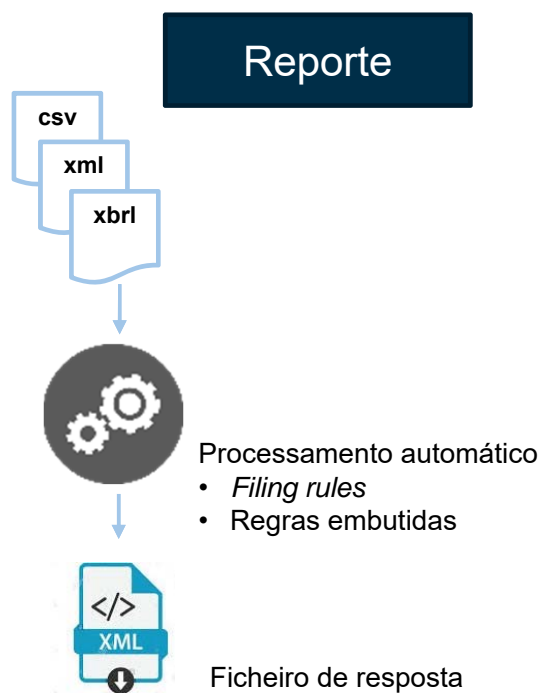 Reporte
csv
xml
xbrl
Processamento automático
• Filing rules
• Regras embutidas
</>
XML
Ficheiro de resposta